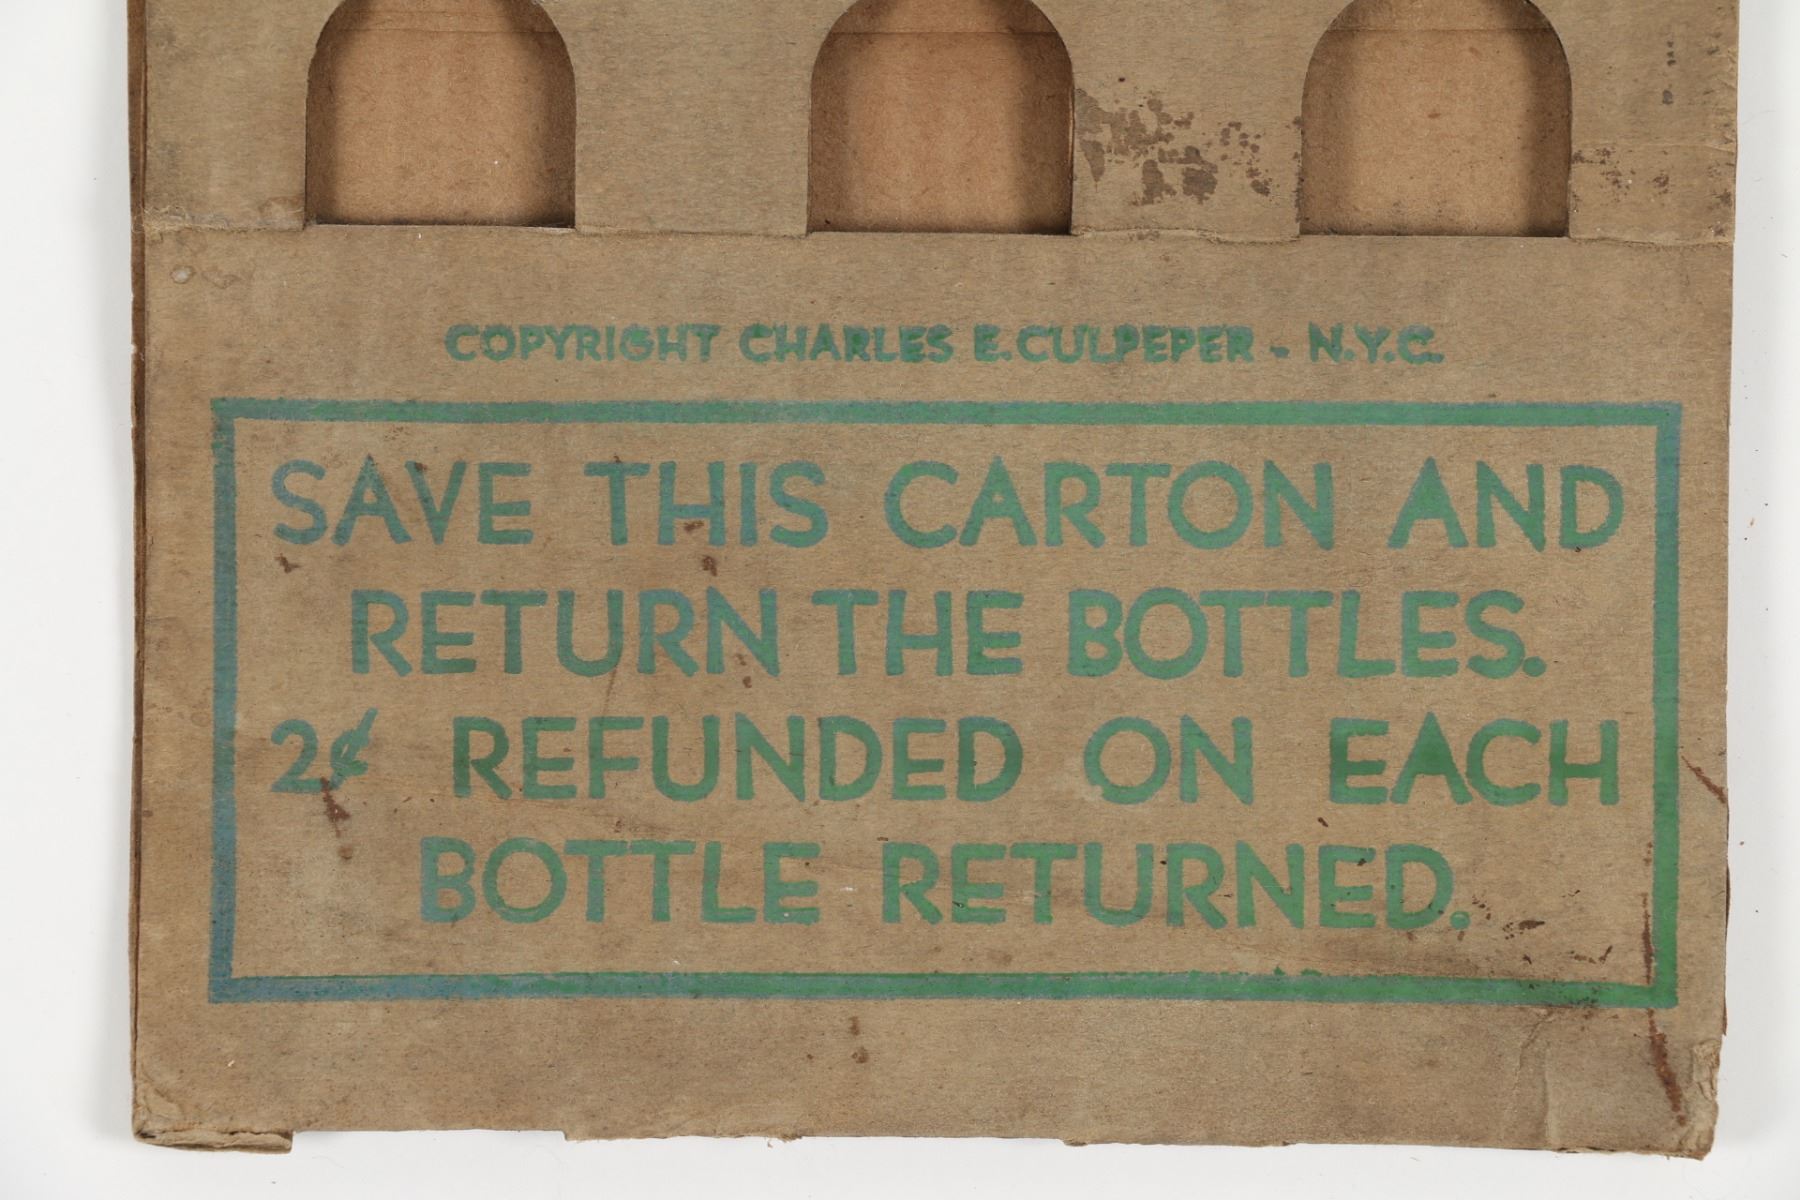 COPYRIGHT CHARLES E. CULPEPER - N.Y.C.
SAVE THIS CARTON AND
RETURN THE BOTTLES.
2¢ REFUNDED ON EACH
BOTTLE RETURNED.